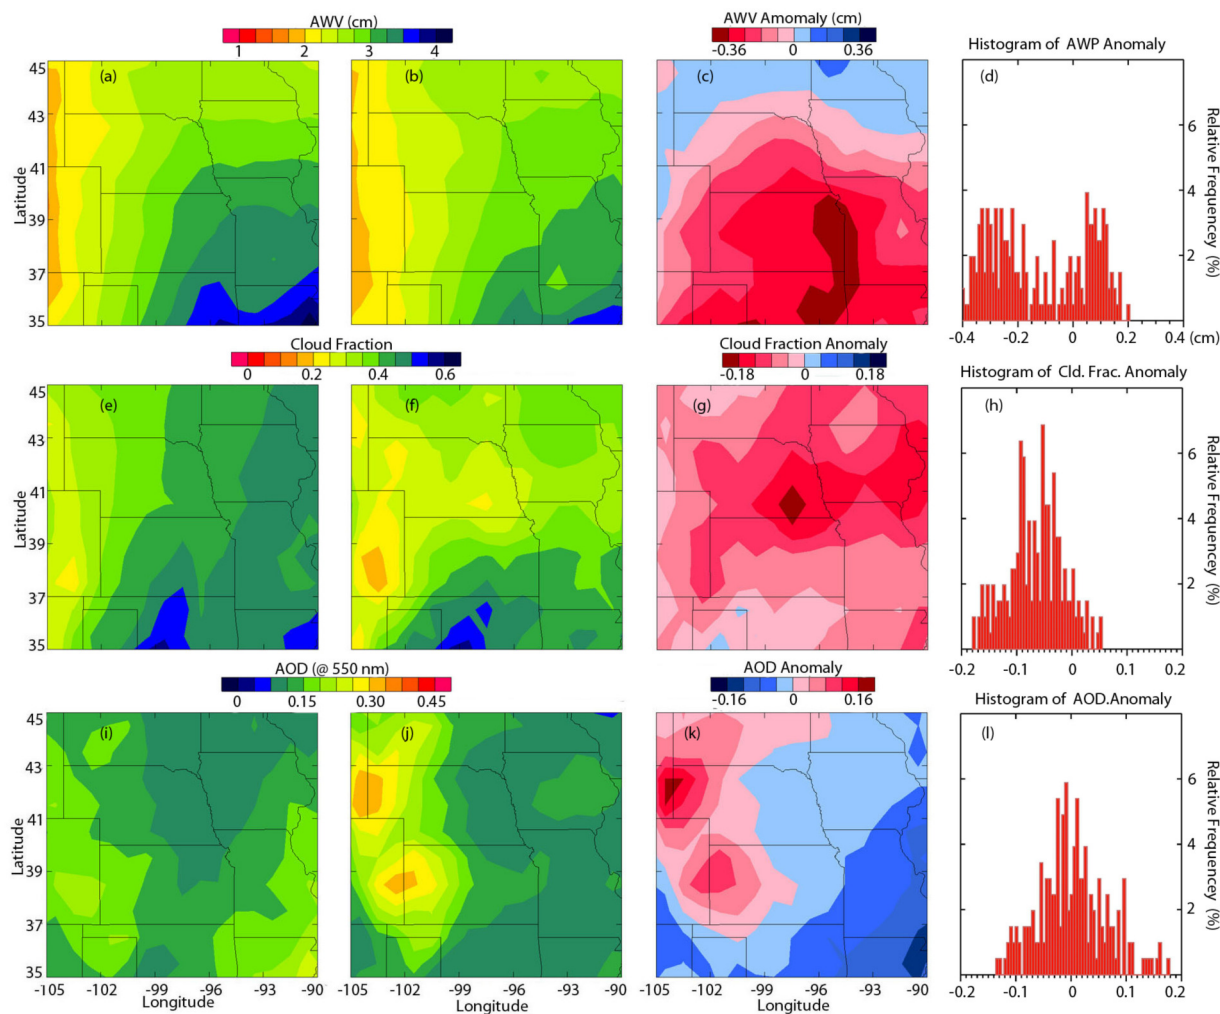 AWV (cm)
1 2 3 4
AWV Amomaly (cm)
-0.36 0 0.36
Histogram of AWP Anomaly
(a) (b) (c) (d)
45
43
41
39
37
35
Latitude
6
4
2
Relative Frequencey (%)
-0.4 -0.2 0 0.2 0.4
(cm)
Cloud Fraction
0 0.2 0.4 0.6
Cloud Fraction Anomaly
-0.18 0 0.18
Histogram of Cld. Frac. Anomaly
(e) (f) (g) (h)
45
43
41
39
37
35
Latitude
6
4
2
Relative Frequencey (%)
-0.2 -0.1 0 0.1 0.2
AOD (@ 550 nm)
0 0.15 0.30 0.45
AOD Anomaly
-0.16 0 0.16
Histogram of AOD.Anomaly
(i) (j) (k) (l)
45
43
41
39
37
35
Latitude
6
4
2
Relative Frequencey (%)
-105 -102 -99 -96 -93 -90
Longitude
-105 -102 -99 -96 -93 -90
Longitude
-105 -102 -99 -96 -93 -90
Longitude
-0.2 -0.1 0 0.1 0.2